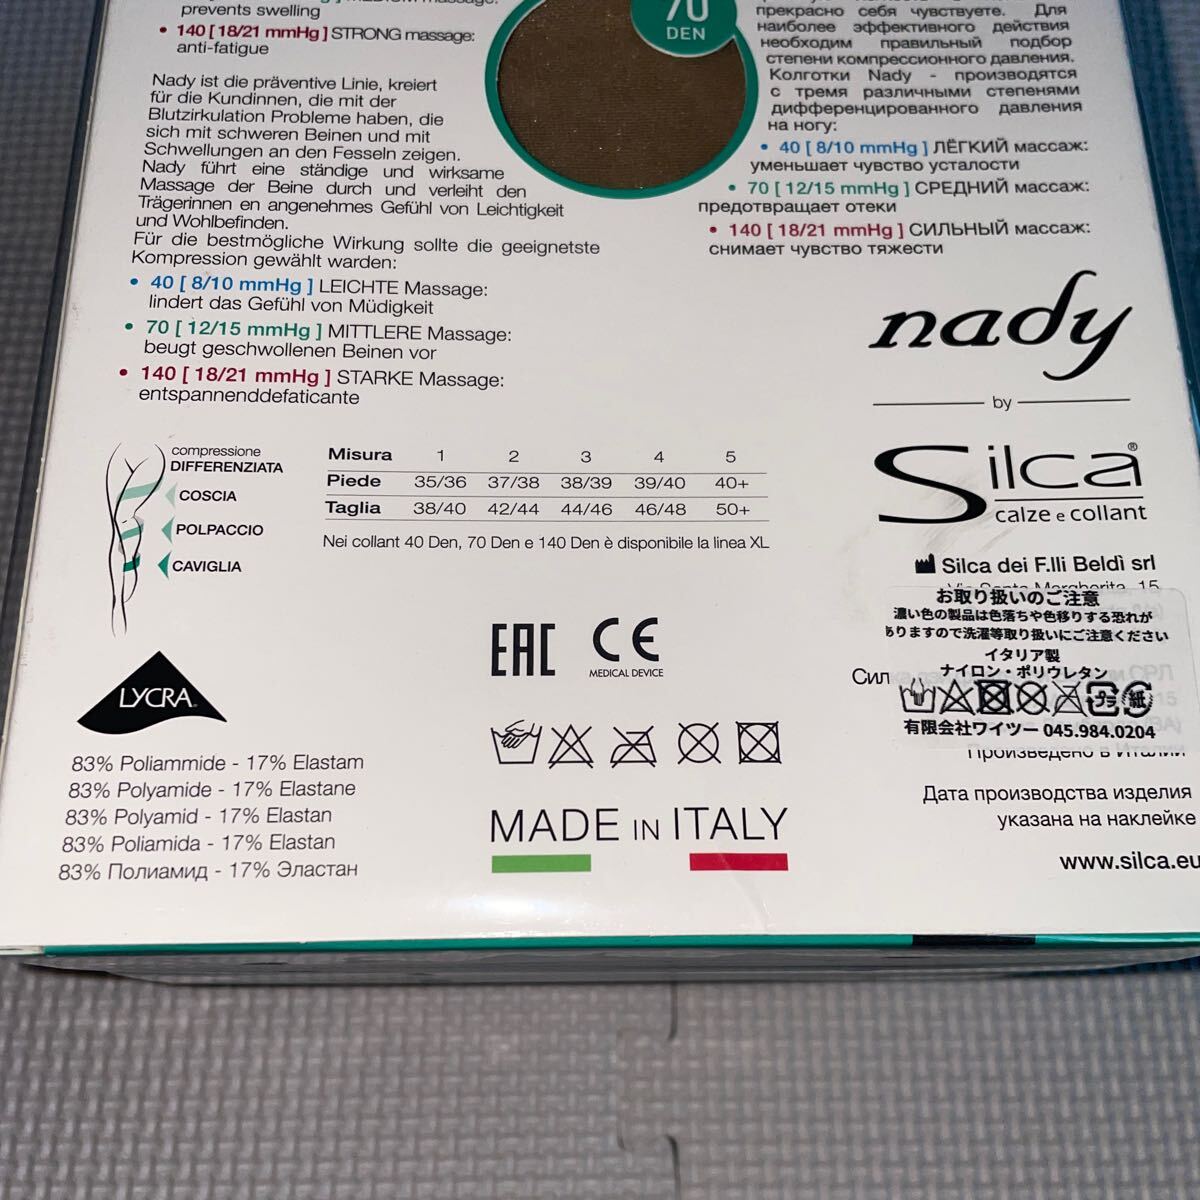 prevents swelling
• 140 [ 18/21 mmHg ] STRONG massage:
anti-fatigue
Nady ist die präventive Linie, kreiert
für die Kundinnen, die mit der
Blutzirkulation Probleme haben, die
sich mit schweren Beinen und mit
Schwellungen an den Fesseln zeigen.
Nady führt eine ständige und wirksame
Massage der Beine durch und verleiht den
Trägerinnen en angenehmes Gefühl von Leichtigkeit
und Wohlbefinden.
Für die bestmögliche Wirkung sollte die geeignetste
Kompression gewählt warden:
• 40 [ 8/10 mmHg ] LEICHTE Massage:
lindert das Gefühl von Müdigkeit
• 70 [ 12/15 mmHg ] MITTLERE Massage:
beugt geschwollenen Beinen vor
• 140 [ 18/21 mmHg ] STARKE Massage:
entspannenddefaticante
70
DEN
прекрасно себя чувствуете. Для
наиболее эффективного действия
необходим правильный подбор
степени компрессионного давления.
Колготки Nady - производятся
с тремя различными степенями
дифференцированного давления
на ногу:
• 40 [ 8/10 mmHg ] ЛЁГКИЙ массаж:
уменьшает чувство усталости
• 70 [ 12/15 mmHg ] СРЕДНИЙ массаж:
предотвращает отеки
• 140 [ 18/21 mmHg ] СИЛЬНЫЙ массаж:
снимает чувство тяжести
nady
by
Silca®
calze e collant
compressione
DIFFERENZIATA
COSCIA
POLPACCIO
CAVIGLIA
Misura 1 2 3 4 5
Piede 35/36 37/38 38/39 39/40 40+
Taglia 38/40 42/44 44/46 46/48 50+
Nei collant 40 Den, 70 Den e 140 Den è disponibile la linea XL
Silca dei F.lli Beldì srl
Via Santa Margherita, 15
お取り扱いのご注意
濃い色の製品は色落ちや色移りする恐れが
ありますので洗濯等取り扱いにご注意ください
イタリア製
ナイロン・ポリウレタン
プラ 紙
有限会社ワイツー 045.984.0204
Сил
СРЛ
15
Произведено в Италии
Дата производства изделия
указана на наклейке
www.silca.eu
EAC CE
MEDICAL DEVICE
LYCRA
83% Poliammide - 17% Elastam
83% Polyamide - 17% Elastane
83% Polyamid - 17% Elastan
83% Poliamida - 17% Elastan
83% Полиамид - 17% Эластан
MADE IN ITALY